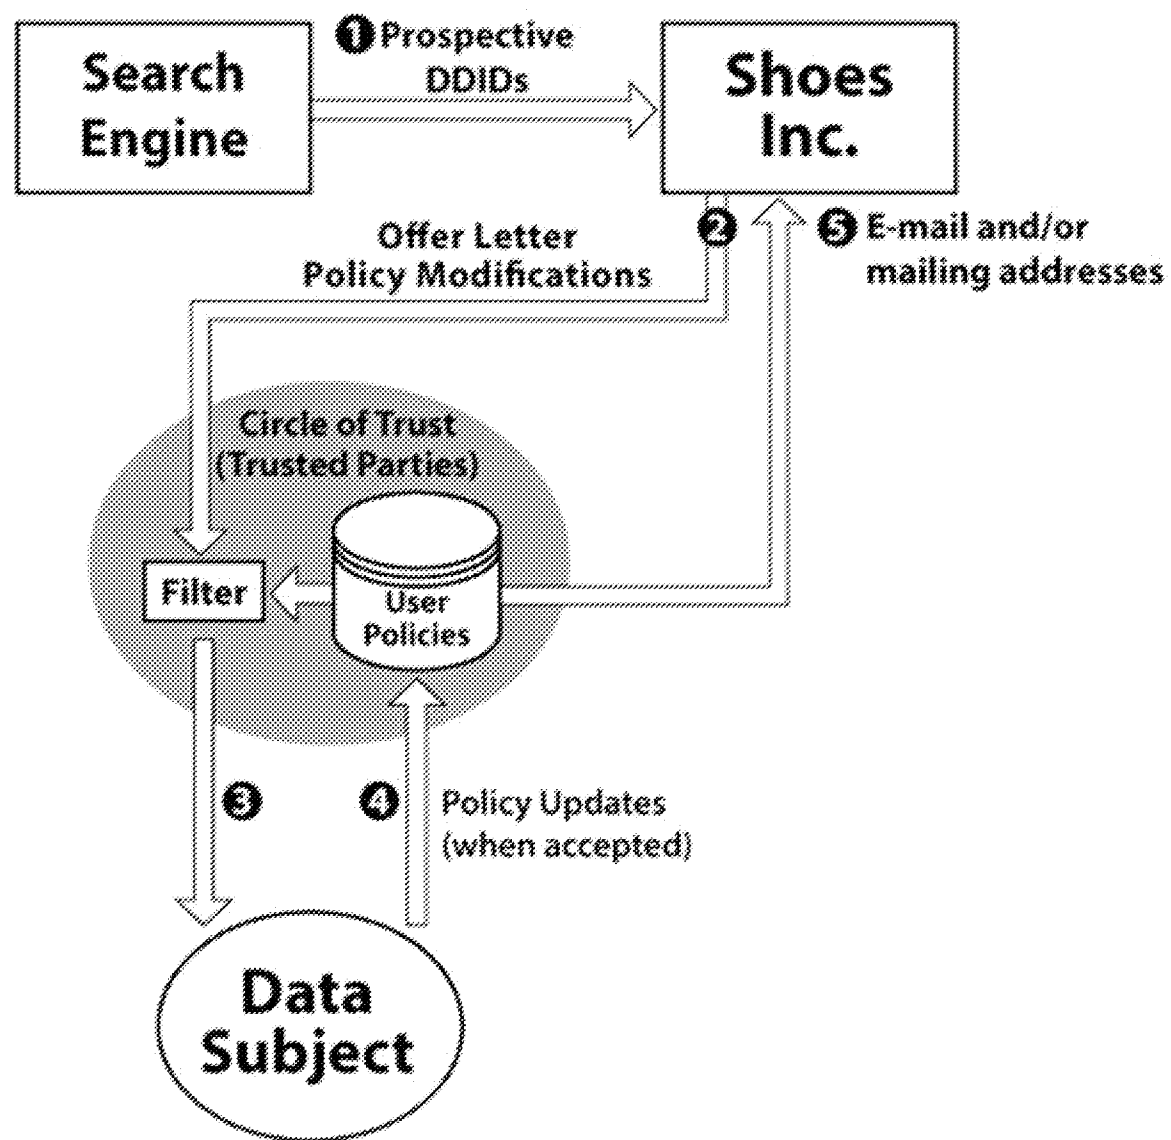 ❶ Prospective
DDIDs
Search
Engine
Shoes
Inc.
❷
❺ E-mail and/or
mailing addresses
Offer Letter
Policy Modifications
Circle of Trust
(Trusted Parties)
Filter
User
Policies
❸
❹ Policy Updates
(when accepted)
Data
Subject